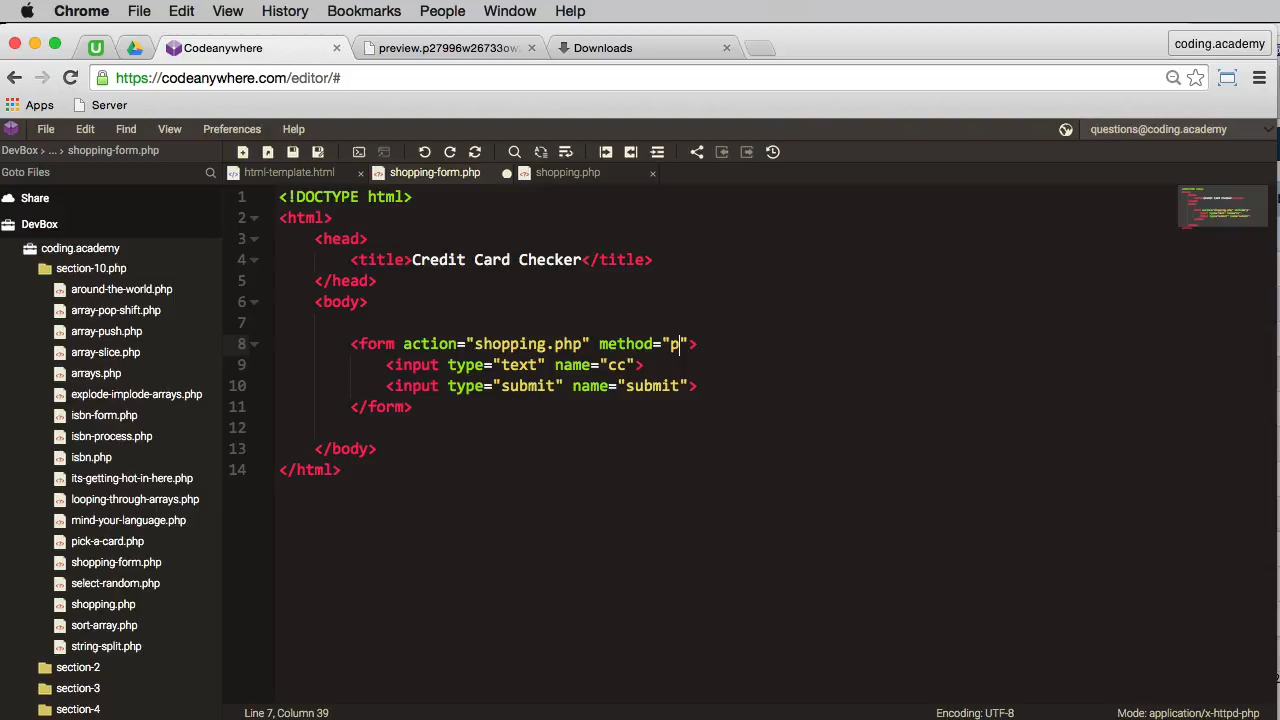 Chrome File Edit View History Bookmarks People Window Help
Codeanywhere × preview.p27996w26733ow × Downloads × coding.academy
https://codeanywhere.com/editor/#
Apps Server
File Edit Find View Preferences Help questions@coding.academy
DevBox > ... > shopping-form.php
Goto Files html-template.html × shopping-form.php shopping.php ×
Share
DevBox
coding.academy
section-10.php
around-the-world.php
array-pop-shift.php
array-push.php
array-slice.php
arrays.php
explode-implode-arrays.php
isbn-form.php
isbn-process.php
isbn.php
its-getting-hot-in-here.php
looping-through-arrays.php
mind-your-language.php
pick-a-card.php
shopping-form.php
select-random.php
shopping.php
sort-array.php
string-split.php
section-2
section-3
section-4
1 <!DOCTYPE html>
2 <html>
3 <head>
4 <title>Credit Card Checker</title>
5 </head>
6 <body>
7
8 <form action="shopping.php" method="p">
9 <input type="text" name="cc">
10 <input type="submit" name="submit">
11 </form>
12
13 </body>
14 </html>
Line 7, Column 39 Encoding: UTF-8 Mode: application/x-httpd-php